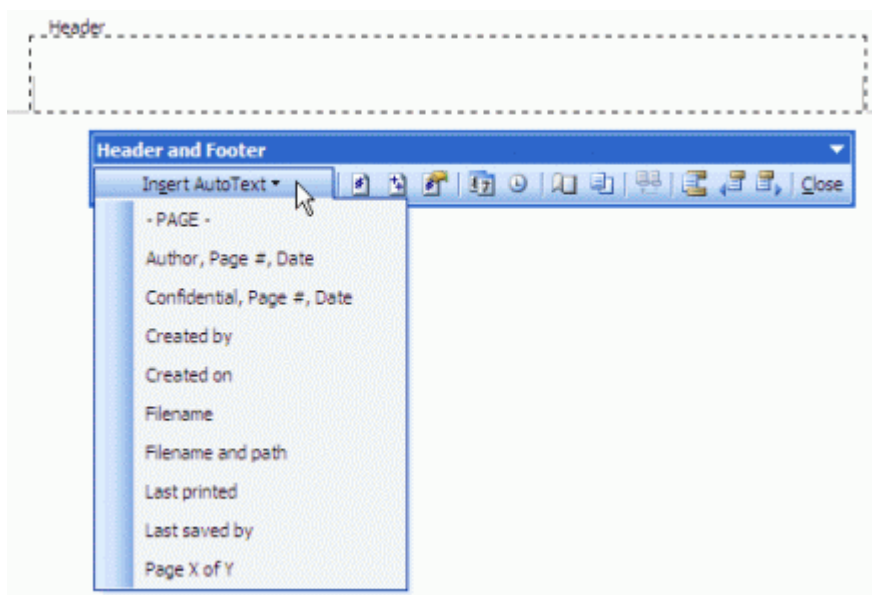 Header
Header and Footer
Insert AutoText Close
- PAGE -
Author, Page #, Date
Confidential, Page #, Date
Created by
Created on
Filename
Filename and path
Last printed
Last saved by
Page X of Y